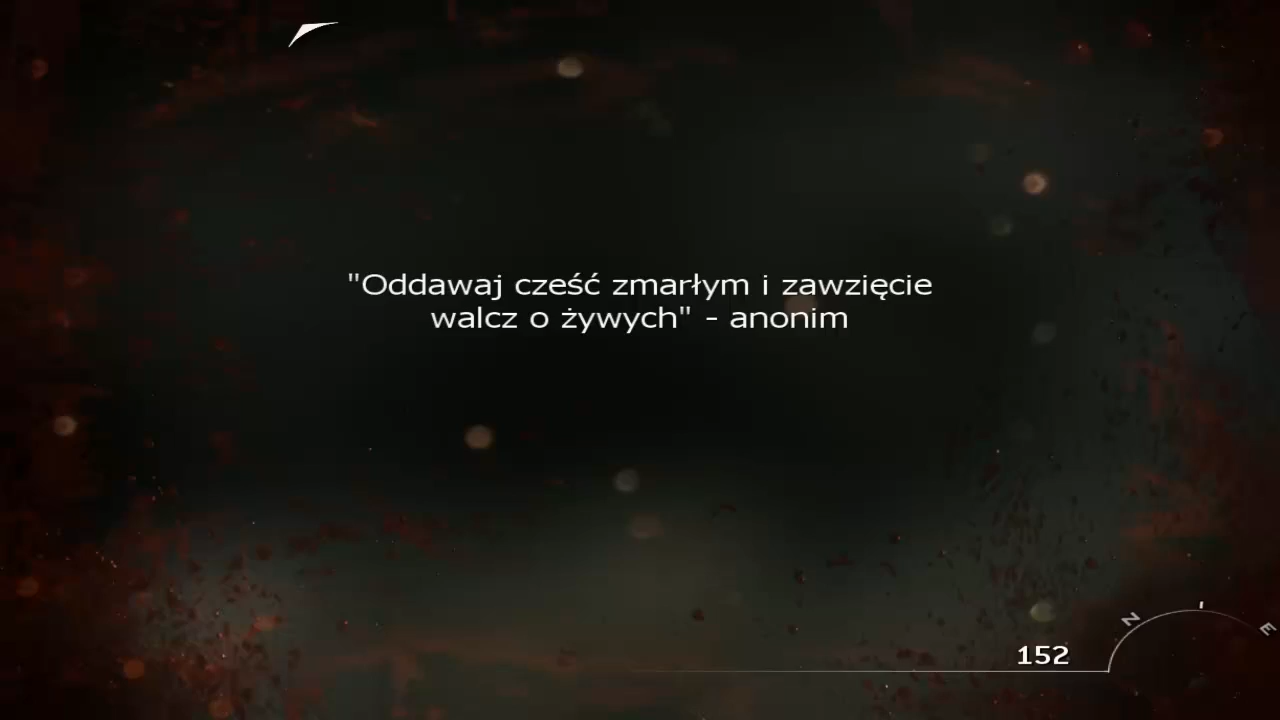 "Oddawaj cześć zmarłym i zawzięcie
walcz o żywych" - anonim
152
N
E